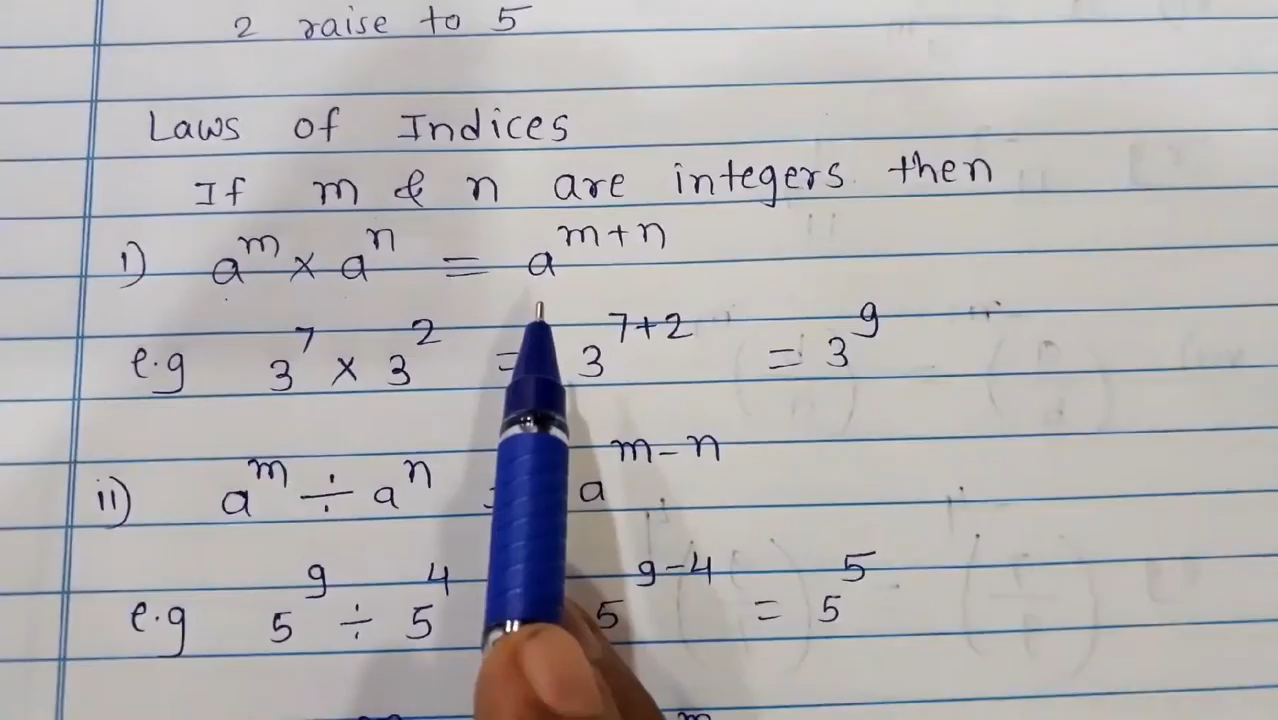 2 raise to 5
Laws of Indices
If m & n are integers then
i) a^m × a^n = a^(m+n)
e.g 3^7 × 3^2 = 3^(7+2) = 3^9
ii) a^m ÷ a^n = a^(m-n)
e.g 5^9 ÷ 5^4 5^(9-4) = 5^5
m